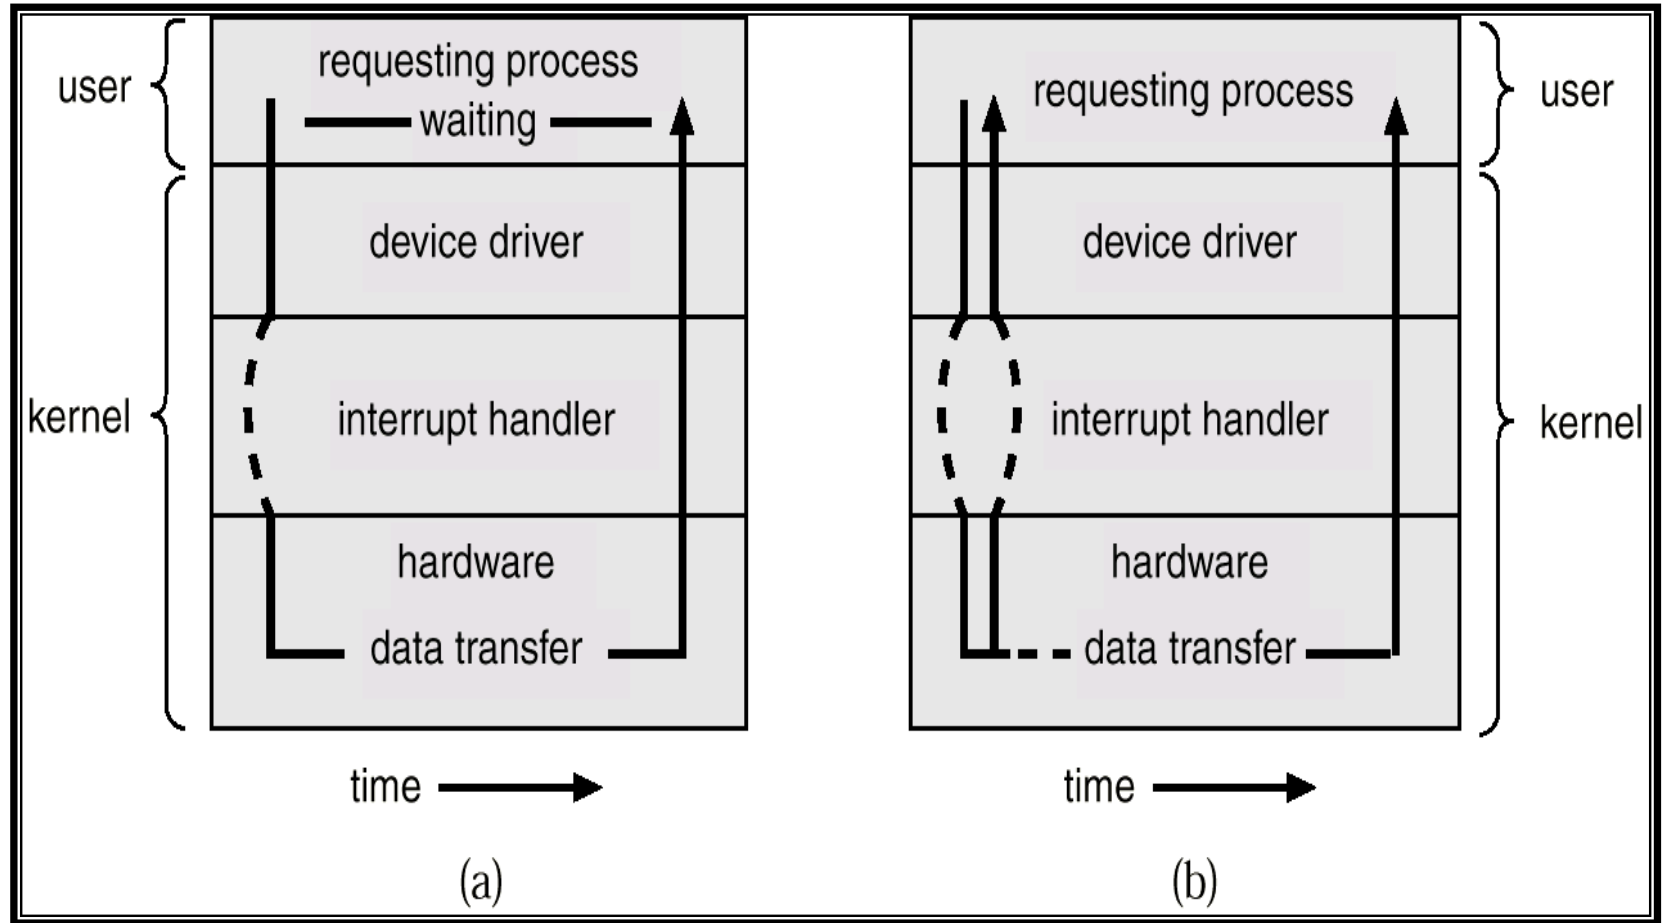 user
requesting process
waiting
device driver
kernel
interrupt handler
hardware
data transfer
time
(a)
requesting process
user
device driver
interrupt handler
kernel
hardware
data transfer
time
(b)